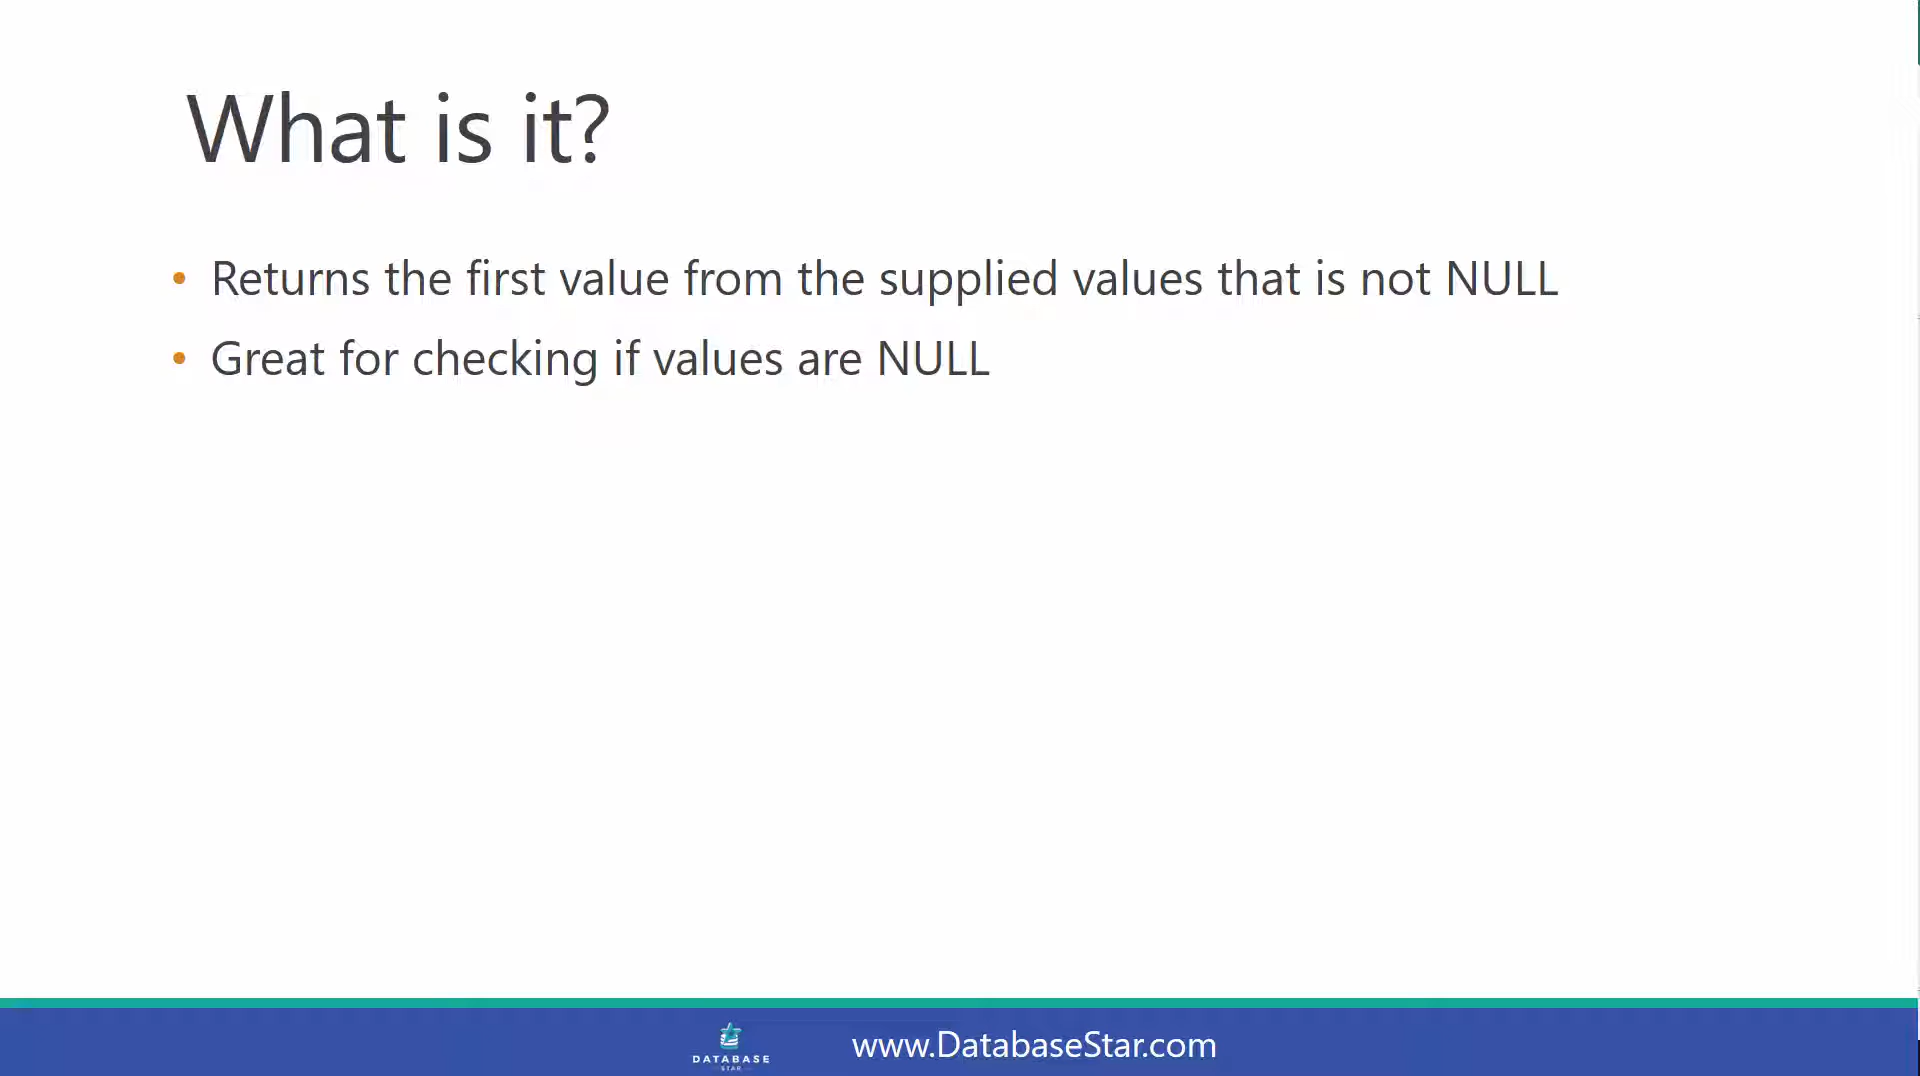 What is it?
• Returns the first value from the supplied values that is not NULL
• Great for checking if values are NULL
DATABASE
STAR
www.DatabaseStar.com